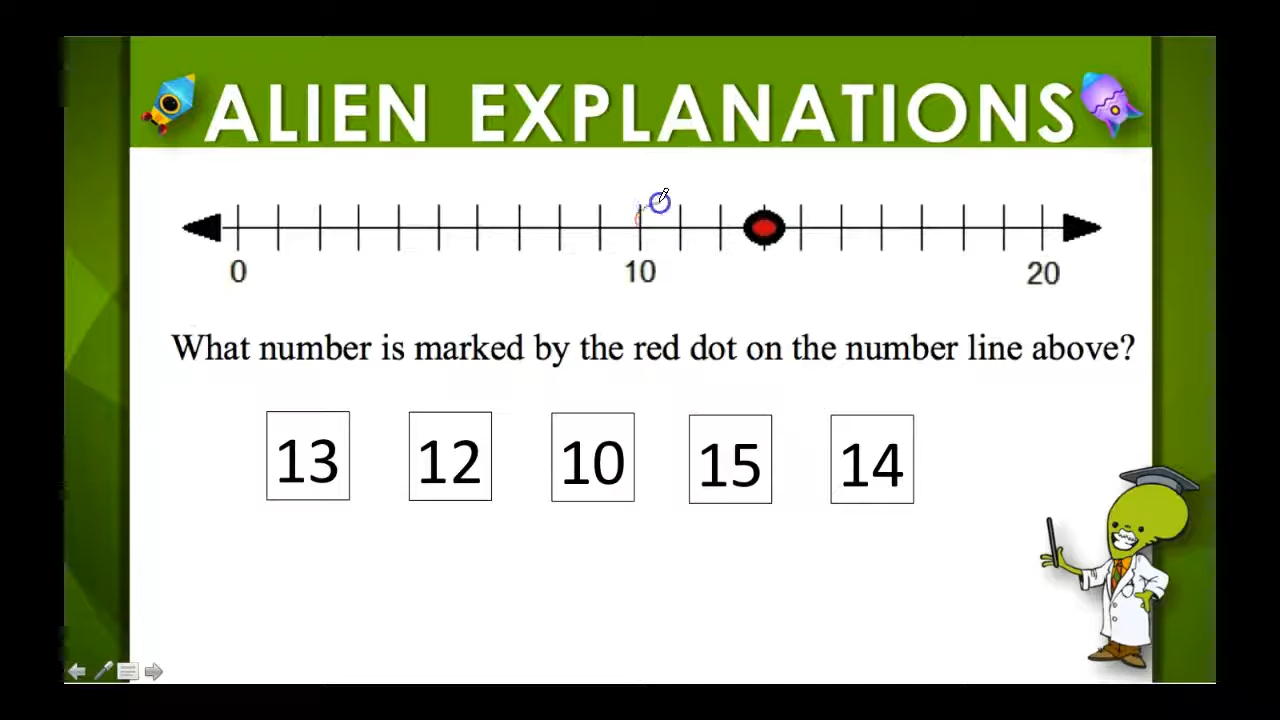 ALIEN EXPLANATIONS
0 10 20
What number is marked by the red dot on the number line above?
13 12 10 15 14